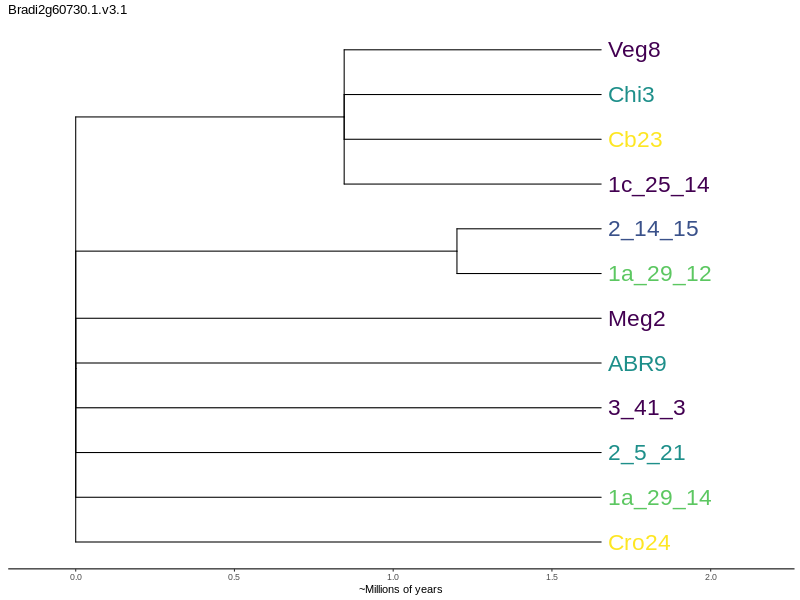 Bradi2g60730.1.v3.1
Veg8
Chi3
Cb23
1c_25_14
2_14_15
1a_29_12
Meg2
ABR9
3_41_3
2_5_21
1a_29_14
Cro24
0.0 0.5 1.0 1.5 2.0
~Millions of years